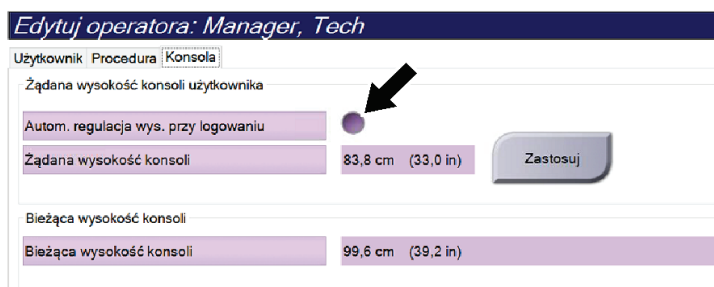 Edytuj operatora: Manager, Tech
Użytkownik Procedura Konsola
Żądana wysokość konsoli użytkownika
Autom. regulacja wys. przy logowaniu
Żądana wysokość konsoli 83,8 cm (33,0 in) Zastosuj
Bieżąca wysokość konsoli
Bieżąca wysokość konsoli 99,6 cm (39,2 in)